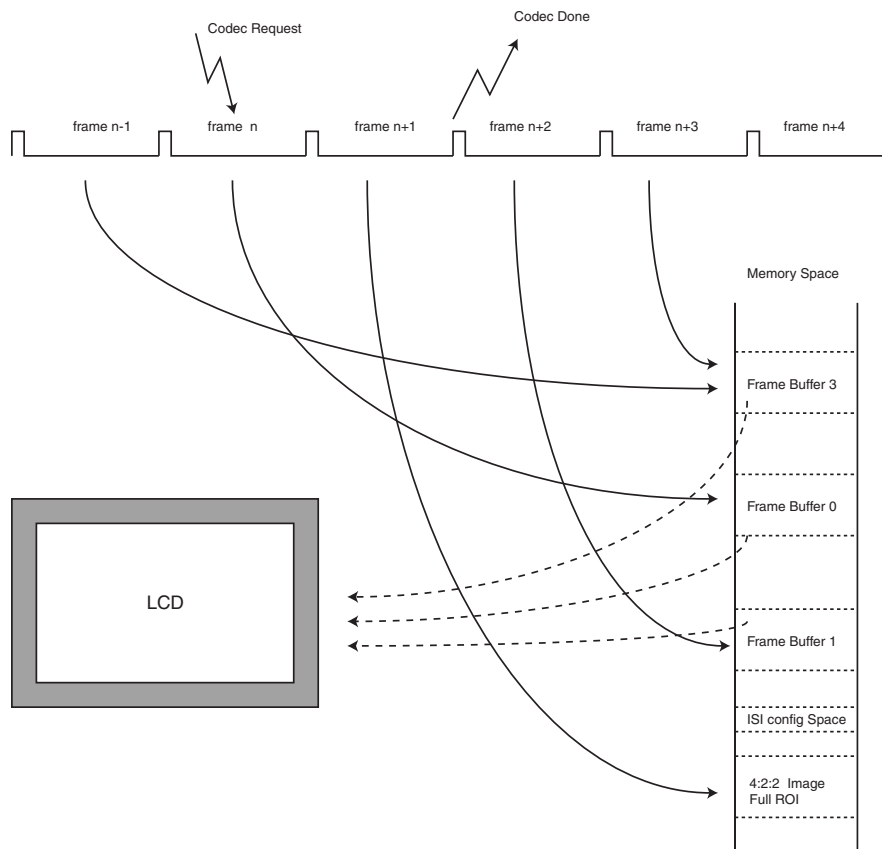 Codec Request
Codec Done
frame n-1
frame n
frame n+1
frame n+2
frame n+3
frame n+4
Memory Space
Frame Buffer 3
Frame Buffer 0
LCD
Frame Buffer 1
ISI config Space
4:2:2 Image
Full ROI